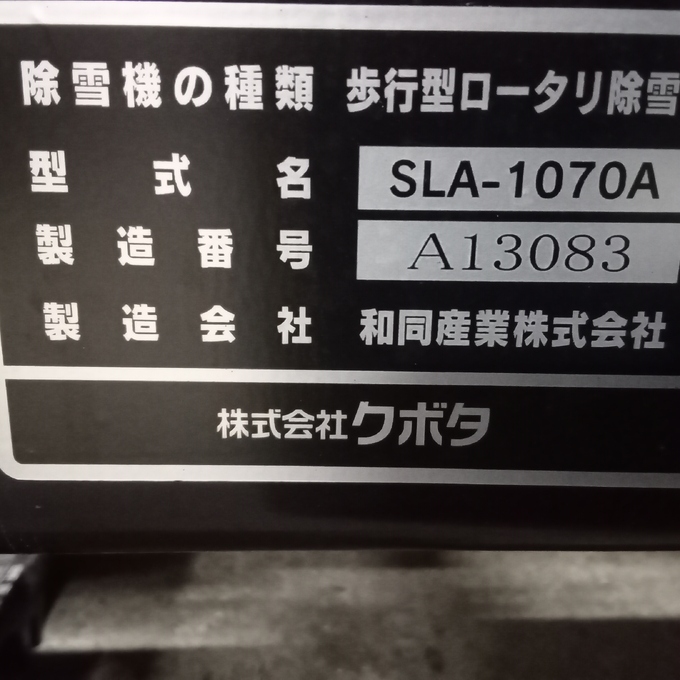 除雪機の種類 歩行型ロータリ除雪
型式名 SLA-1070A
製造番号 A13083
製造会社 和同産業株式会社
株式会社クボタ